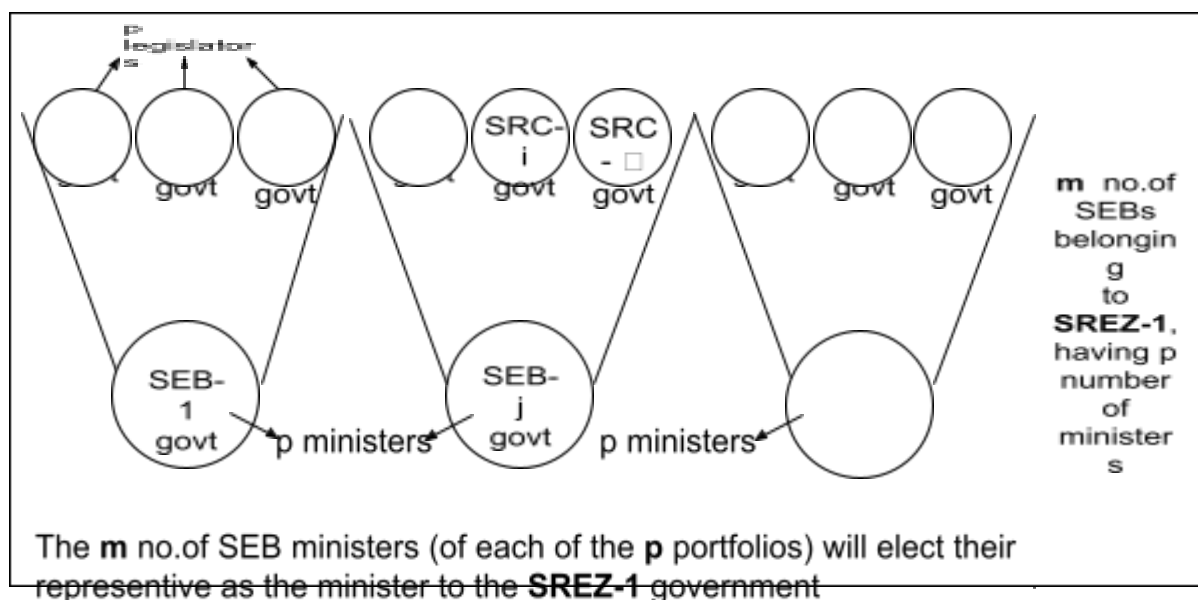 p
legislator
s
SRC-
i
govt
SRC
- □
govt
govt
govt
govt
govt
m no.of
SEBs
belongin
g
to
SREZ-1,
having p
number
of
minister
s
SEB-
1
govt
SEB-
j
govt
p ministers
p ministers
The m no.of SEB ministers (of each of the p portfolios) will elect their
representive as the minister to the SREZ-1 government